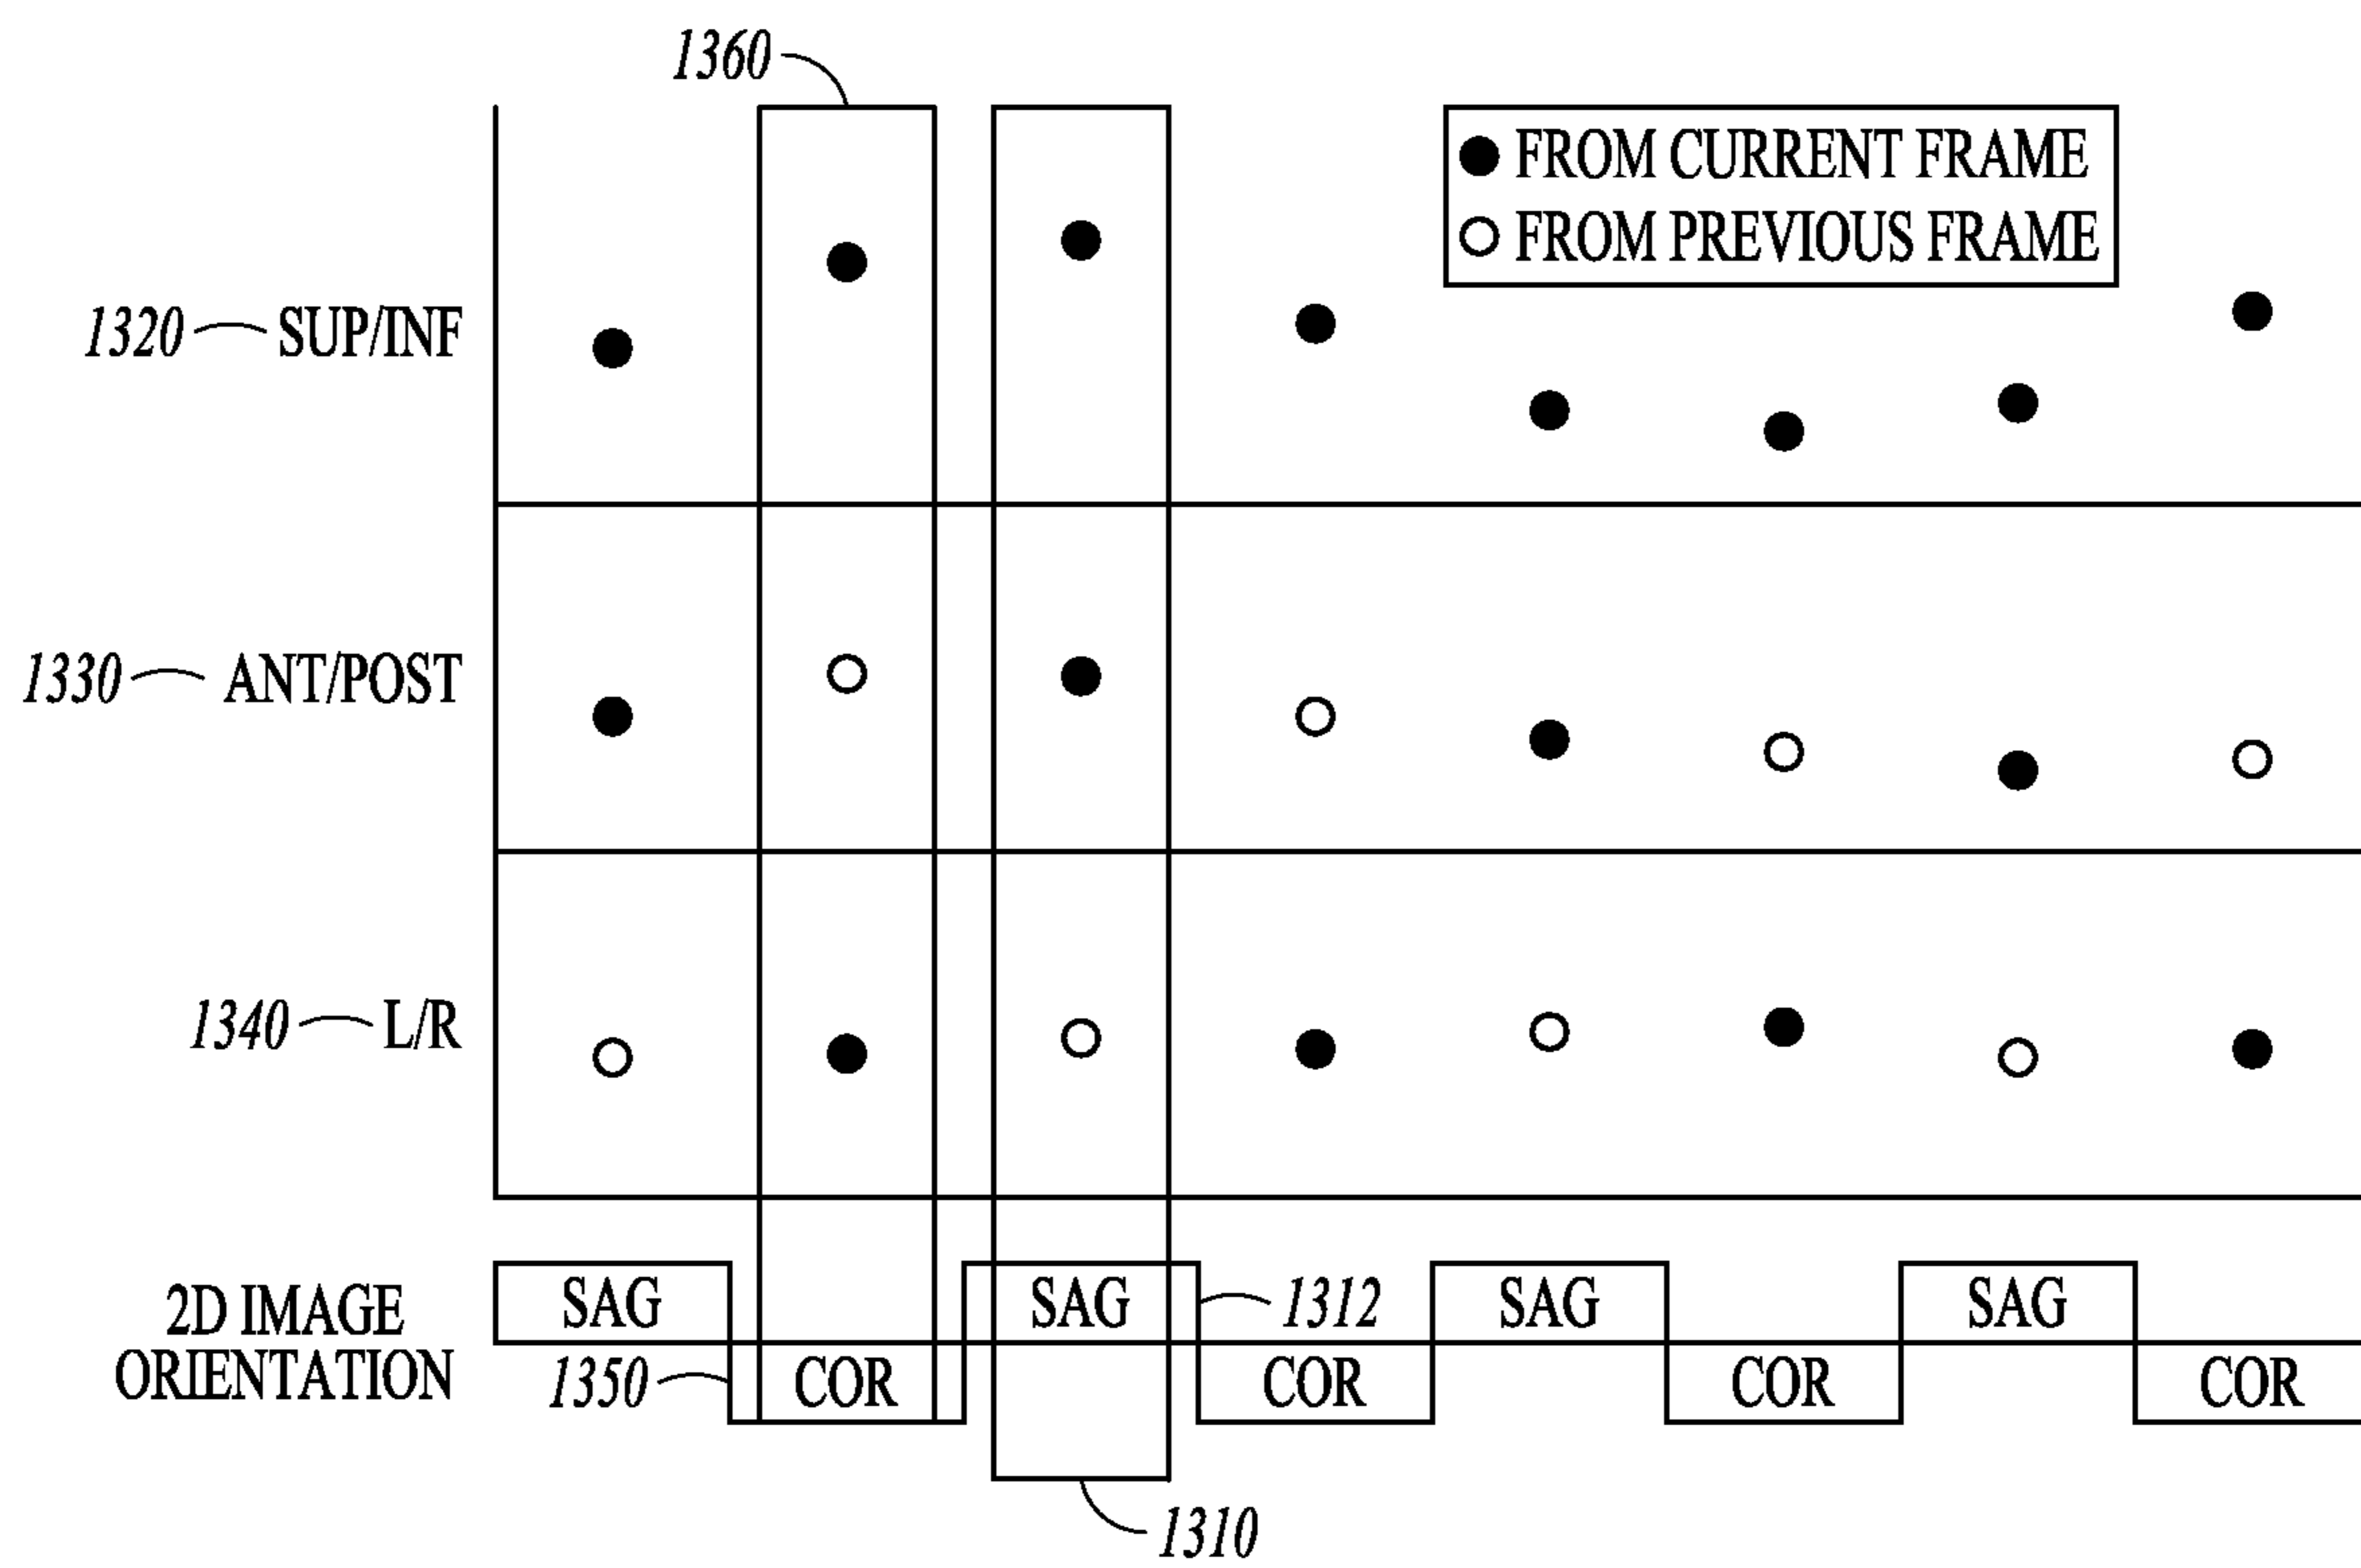 1360
FROM CURRENT FRAME
FROM PREVIOUS FRAME
1320 SUP/INF
1330 ANT/POST
1340 L/R
2D IMAGE
ORIENTATION
SAG SAG 1312 SAG SAG
1350 COR COR COR COR
1310